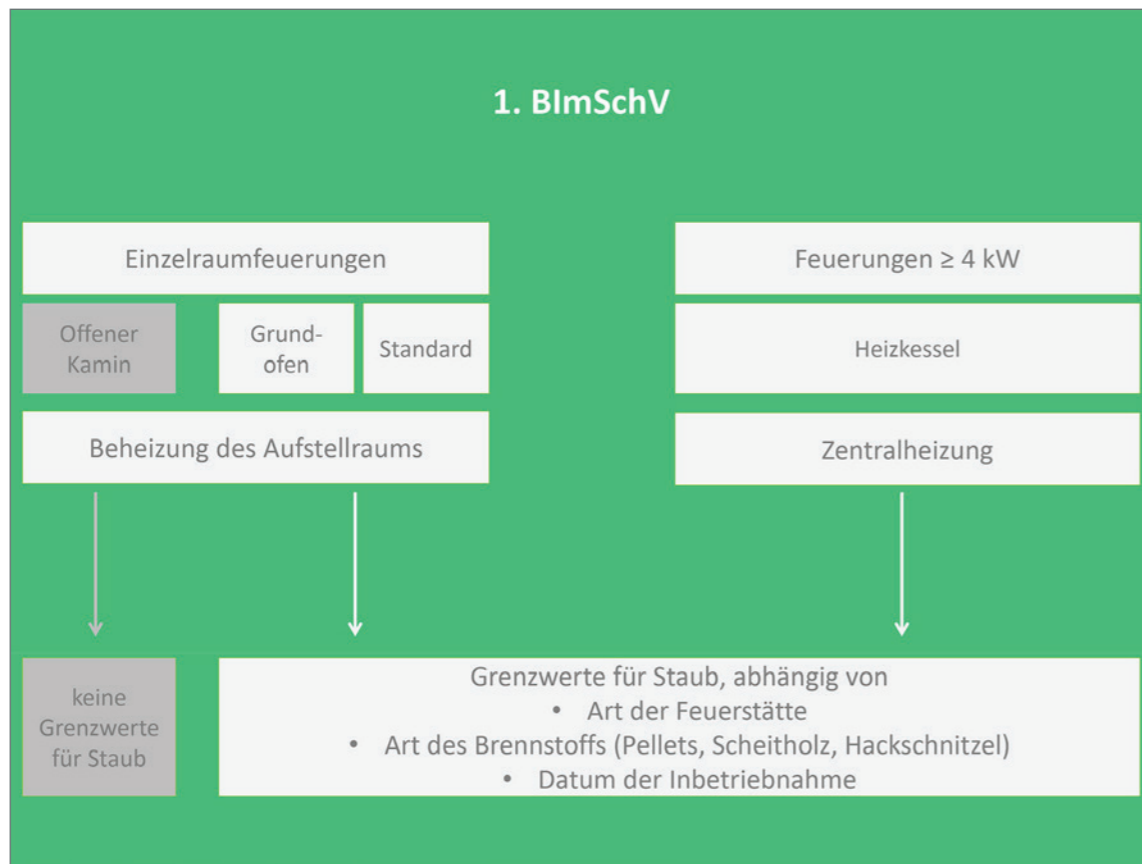 1. BImSchV
Einzelraumfeuerungen
Feuerungen ≥ 4 kW
Offener
Kamin
Grund-
ofen
Standard
Heizkessel
Beheizung des Aufstellraums
Zentralheizung
keine
Grenzwerte
für Staub
Grenzwerte für Staub, abhängig von
• Art der Feuerstätte
• Art des Brennstoffs (Pellets, Scheitholz, Hackschnitzel)
• Datum der Inbetriebnahme